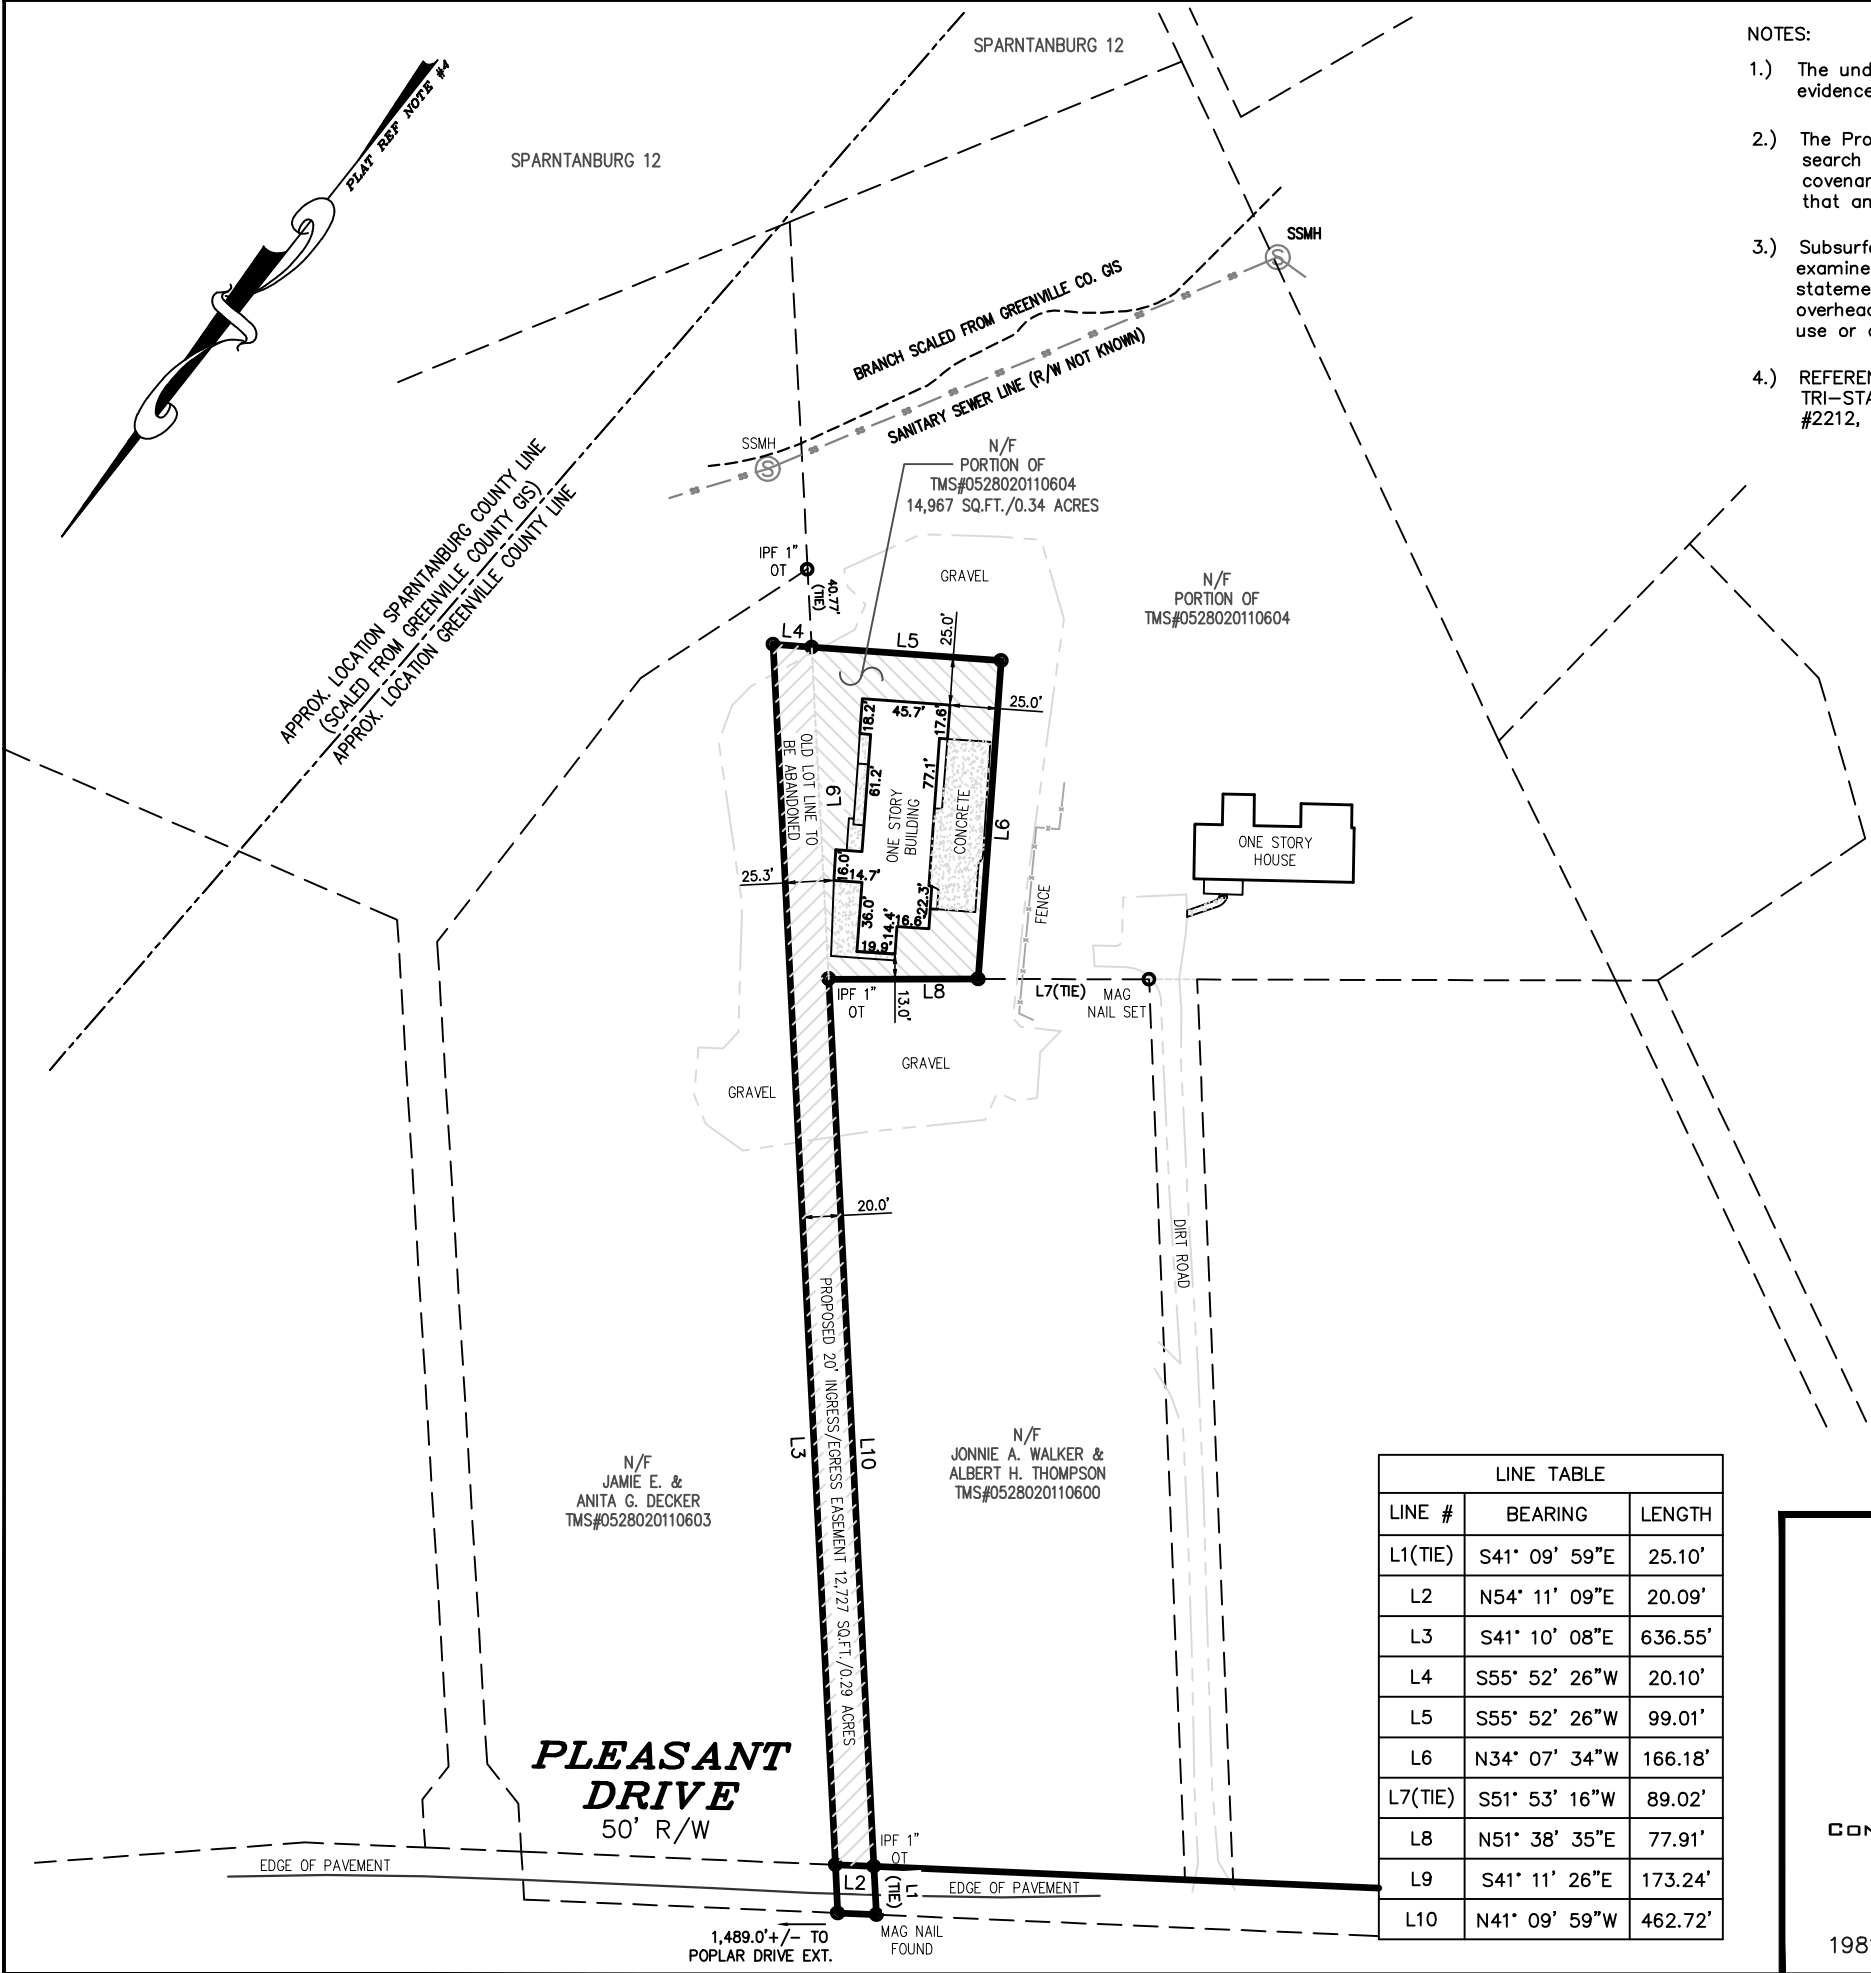 PLAT REF NOTE #4
SPARNTANBURG 12
SPARNTANBURG 12
NOTES:
1.) The und
evidence
2.) The Pro
search
covenar
that an
3.) Subsurf
examine
stateme
overhead
use or
4.) REFEREN
TRI-STA
#2212,
SSMH
BRANCH SCALED FROM GREENVILLE CO. GIS
SANITARY SEWER LINE (R/W NOT KNOWN)
SSMH
N/F
PORTION OF
TMS#0528020110604
14,967 SQ.FT./0.34 ACRES
APPROX. LOCATION SPARNTANBURG COUNTY LINE
(SCALED FROM GREENVILLE COUNTY GIS)
APPROX. LOCATION GREENVILLE COUNTY LINE
IPF 1"
OT
40.77'
(TIE)
GRAVEL
N/F
PORTION OF
TMS#0528020110604
L4
L5
25.0'
25.0'
18.2'
45.7'
17.6'
OLD LOT LINE TO
BE ABANDONED
L9
61.2'
77.1'
ONE STORY
BUILDING
CONCRETE
L6
ONE STORY
HOUSE
25.3'
16.0'
14.7'
36.0'
14.4'
16.6'
22.3'
19.9'
FENCE
IPF 1"
OT
13.0'
L8
L7(TIE)
MAG
NAIL SET
GRAVEL
GRAVEL
20.0'
DIRT ROAD
PROPOSED 20' INGRESS/EGRESS EASEMENT 12,727 SQ.FT./0.29 ACRES
L3
L10
N/F
JAMIE E. &
ANITA G. DECKER
TMS#0528020110603
N/F
JONNIE A. WALKER &
ALBERT H. THOMPSON
TMS#0528020110600
LINE TABLE
LINE # BEARING LENGTH
L1(TIE) S41° 09' 59"E 25.10'
L2 N54° 11' 09"E 20.09'
L3 S41° 10' 08"E 636.55'
L4 S55° 52' 26"W 20.10'
L5 S55° 52' 26"W 99.01'
L6 N34° 07' 34"W 166.18'
L7(TIE) S51° 53' 16"W 89.02'
L8 N51° 38' 35"E 77.91'
L9 S41° 11' 26"E 173.24'
L10 N41° 09' 59"W 462.72'
PLEASANT
DRIVE
50' R/W
IPF 1"
OT
EDGE OF PAVEMENT
L2
L1
(TIE)
EDGE OF PAVEMENT
1,489.0'+/- TO
POPLAR DRIVE EXT.
MAG NAIL
FOUND
198